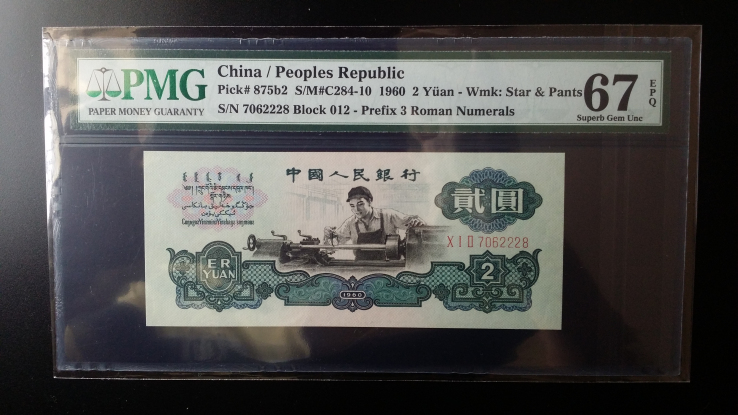 PMG
PAPER MONEY GUARANTY
China / Peoples Republic
Pick# 875b2 S/M#C284-10 1960 2 Yüan - Wmk: Star & Pants
S/N 7062228 Block 012 - Prefix 3 Roman Numerals
67
EPQ
Superb Gem Unc
中國人民銀行
貳圓
XIII7062228
ER
YUAN
1960
2